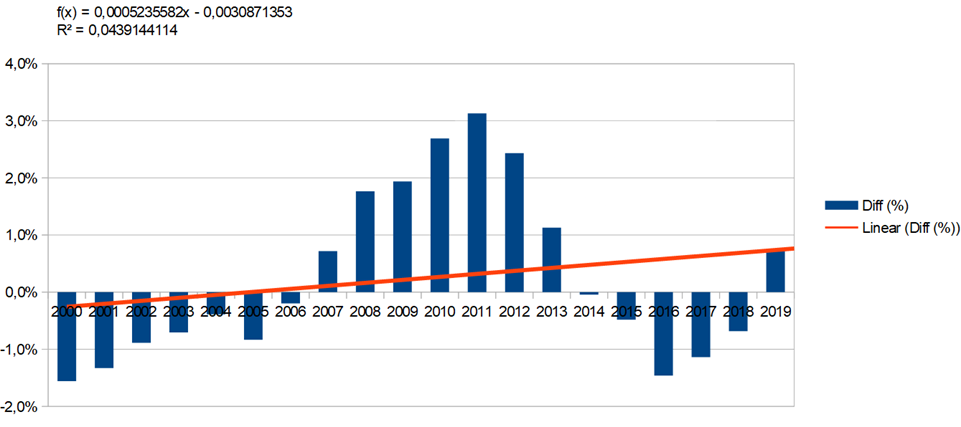 f(x) = 0,0005235582x - 0,0030871353
R² = 0,0439144114
4,0%
3,0%
2,0%
1,0%
0,0%
-1,0%
-2,0%
2000 2001 2002 2003 2004 2005 2006 2007 2008 2009 2010 2011 2012 2013 2014 2015 2016 2017 2018 2019
Diff (%)
Linear (Diff (%))